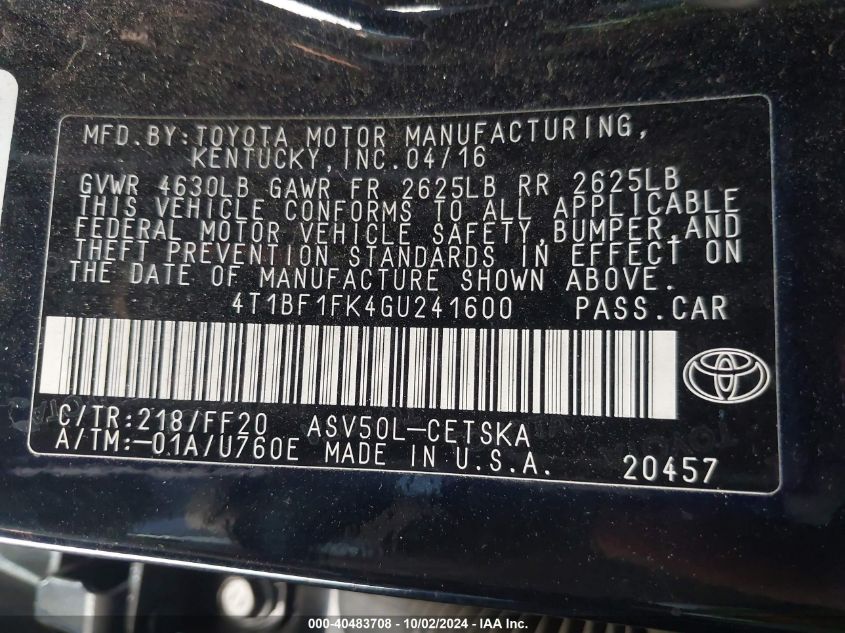 MFD.BY:TOYOTA MOTOR MANUFACTURING,
KENTUCKY,INC.04/16
GVWR 4630LB GAWR FR 2625LB RR 2625LB
THIS VEHICLE CONFORMS TO ALL APPLICABLE
FEDERAL MOTOR VEHICLE SAFETY,BUMPER,AND
THEFT PREVENTION STANDARDS IN EFFECT ON
THE DATE OF MANUFACTURE SHOWN ABOVE.
4T1BF1FK4GU241600 PASS.CAR
C/TR:218/FF20 ASV50L-CETSKA
A/TM:-01A/U760E MADE IN U.S.A. 20457
000-40483708 - 10/02/2024 - IAA Inc.